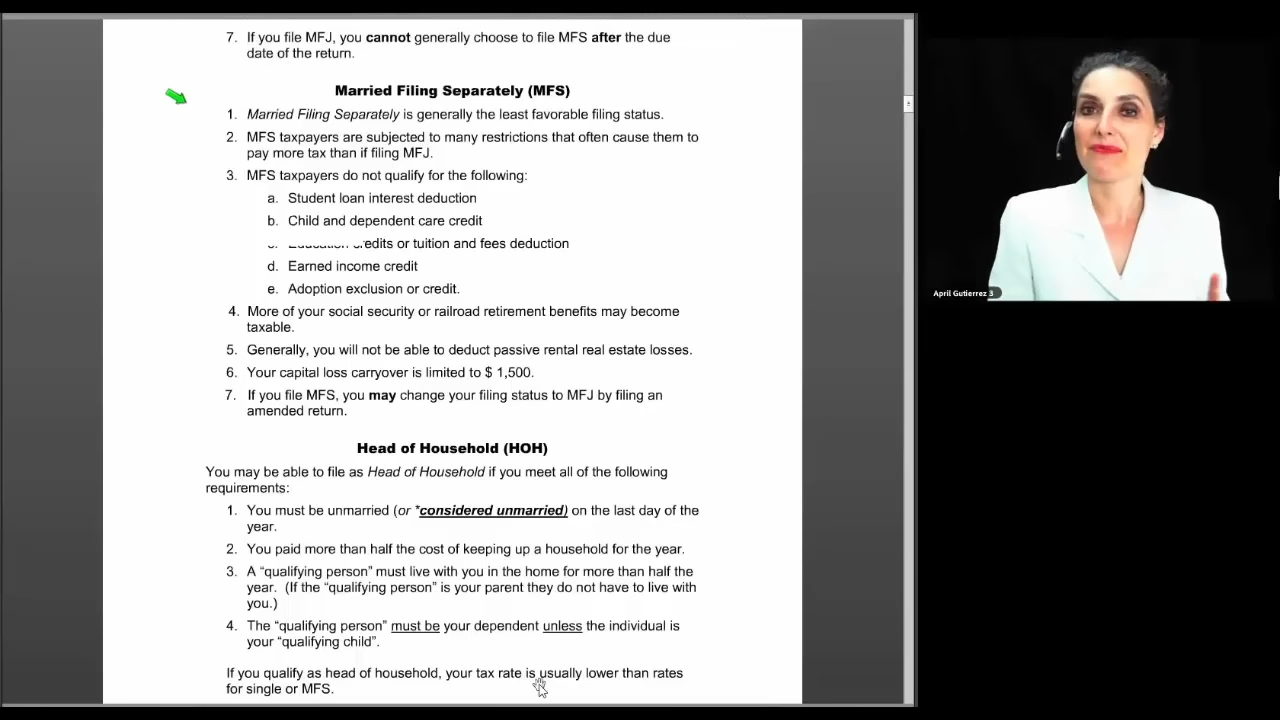 7. If you file MFJ, you cannot generally choose to file MFS after the due
date of the return.
Married Filing Separately (MFS)
1. Married Filing Separately is generally the least favorable filing status.
2. MFS taxpayers are subjected to many restrictions that often cause them to
pay more tax than if filing MFJ.
3. MFS taxpayers do not qualify for the following:
a. Student loan interest deduction
b. Child and dependent care credit
credits or tuition and fees deduction
d. Earned income credit
e. Adoption exclusion or credit.
4. More of your social security or railroad retirement benefits may become
taxable.
5. Generally, you will not be able to deduct passive rental real estate losses.
6. Your capital loss carryover is limited to $ 1,500.
7. If you file MFS, you may change your filing status to MFJ by filing an
amended return.
Head of Household (HOH)
You may be able to file as Head of Household if you meet all of the following
requirements:
1. You must be unmarried (or *considered unmarried) on the last day of the
year.
2. You paid more than half the cost of keeping up a household for the year.
3. A “qualifying person” must live with you in the home for more than half the
year. (If the “qualifying person” is your parent they do not have to live with
you.)
4. The “qualifying person” must be your dependent unless the individual is
your “qualifying child”.
If you qualify as head of household, your tax rate is usually lower than rates
for single or MFS.
April Gutierrez 3